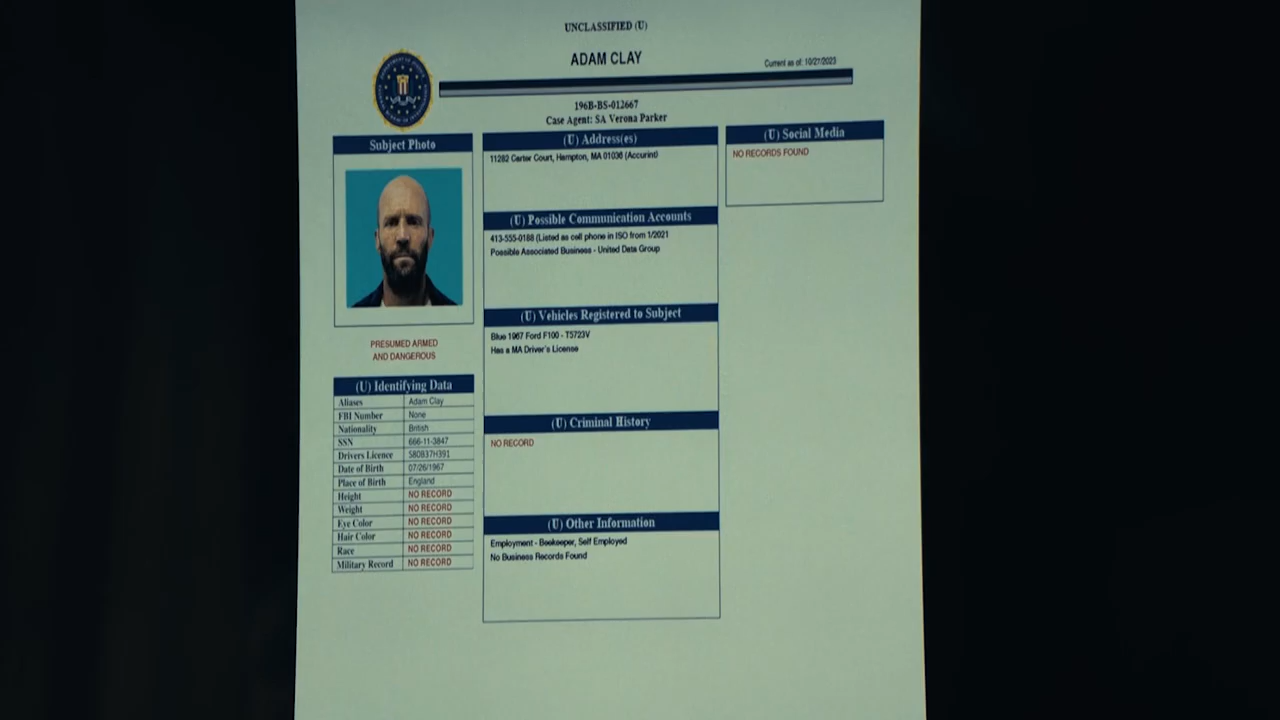 UNCLASSIFIED (U)
ADAM CLAY
Current as of: 10/27/2023
196B-BS-012667
Case Agent: SA Verona Parker
Subject Photo
PRESUMED ARMED
AND DANGEROUS
(U) Identifying Data
Aliases Adam Clay
FBI Number None
Nationality British
SSN 666-11-3847
Drivers Licence S80B37H391
Date of Birth 07/26/1967
Place of Birth England
Height NO RECORD
Weight NO RECORD
Eye Color NO RECORD
Hair Color NO RECORD
Race NO RECORD
Military Record NO RECORD
(U) Address(es)
11282 Carter Court, Hampton, MA 01036 (Accurint)
(U) Possible Communication Accounts
413-555-0188 (Listed as cell phone in ISO from 1/2021
Possible Associated Business - United Data Group
(U) Vehicles Registered to Subject
Blue 1967 Ford F100 - T5723V
Has a MA Driver's License
(U) Criminal History
NO RECORD
(U) Other Information
Employment - Beekeeper, Self Employed
No Business Records Found
(U) Social Media
NO RECORDS FOUND